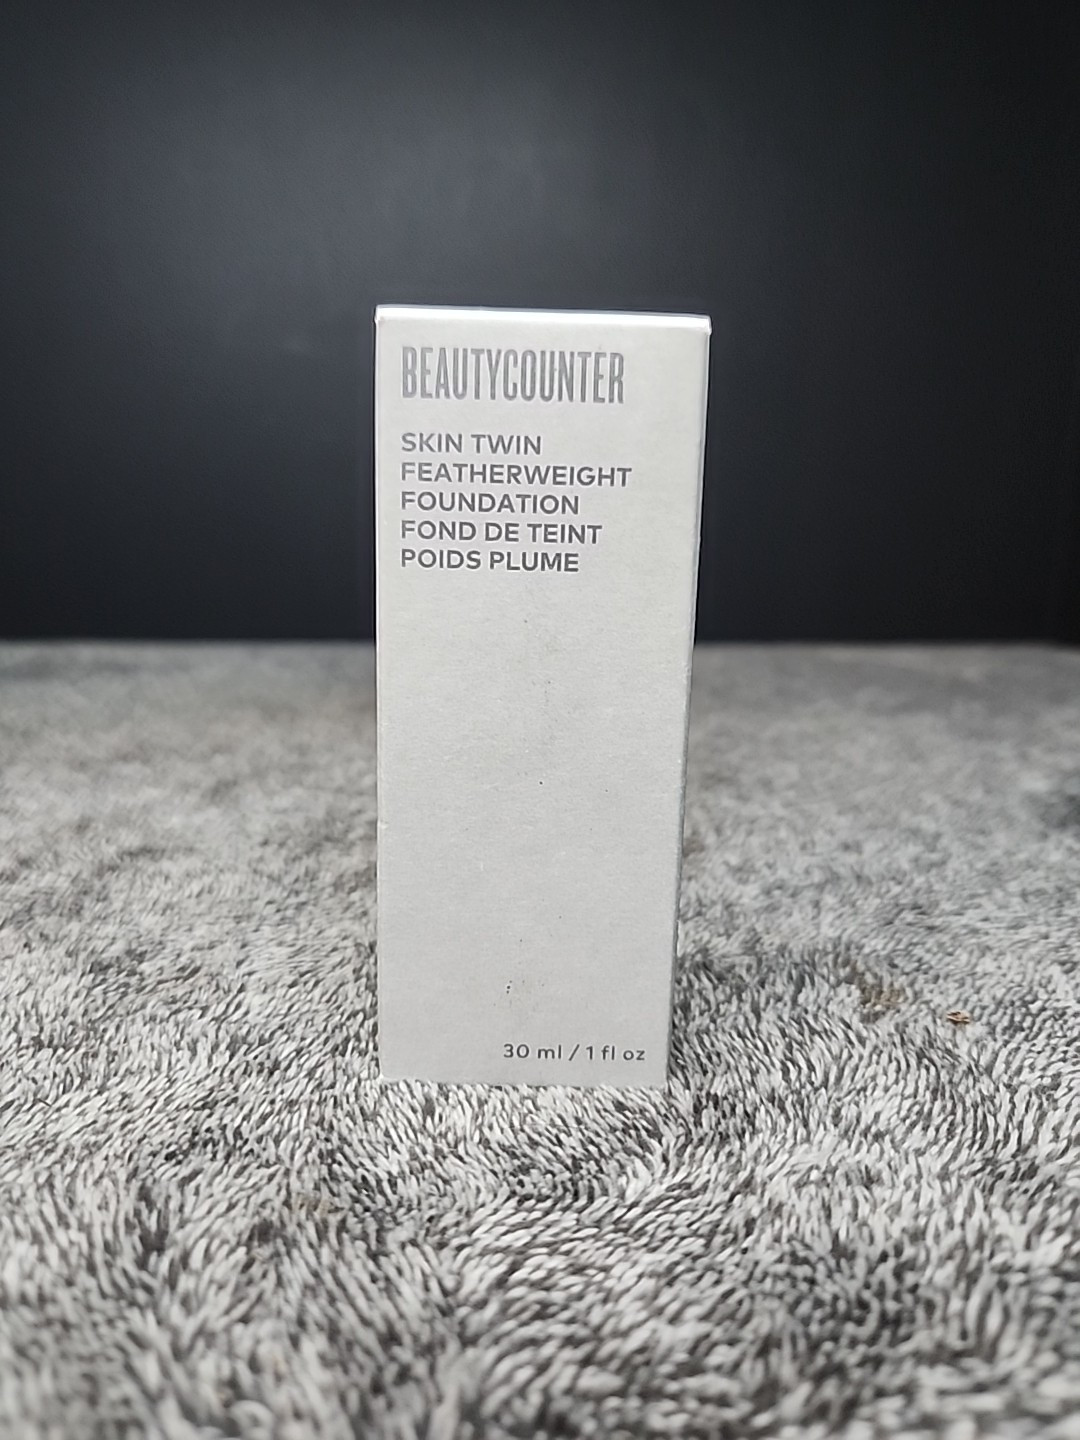 BEAUTYCOUNTER
SKIN TWIN
FEATHERWEIGHT
FOUNDATION
FOND DE TEINT
POIDS PLUME
30 ml / 1 fl oz